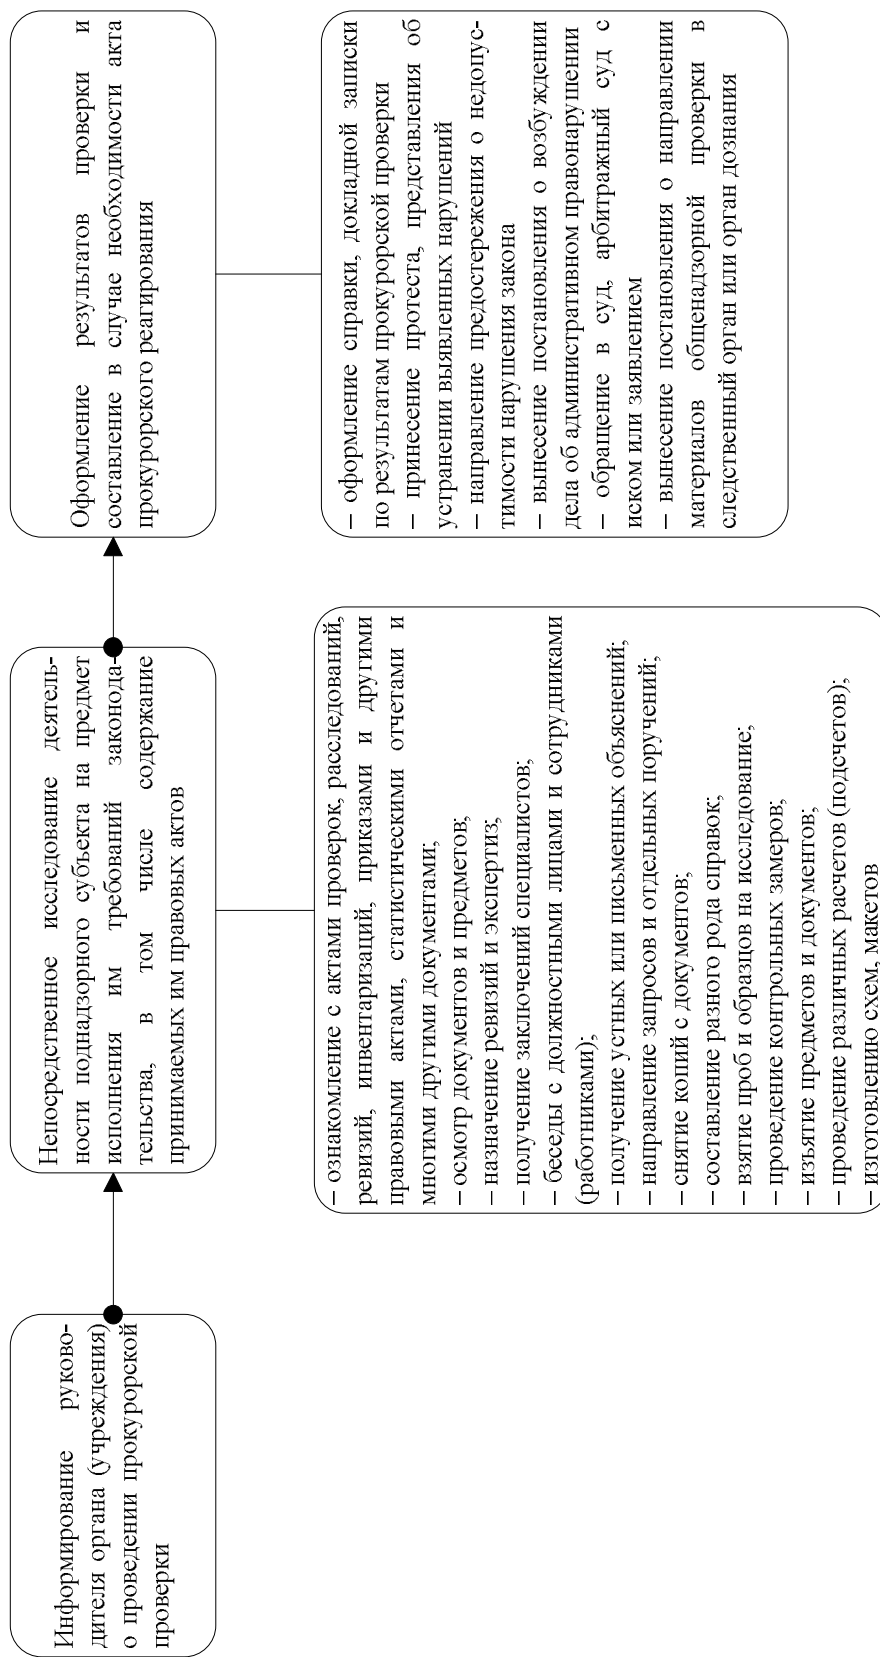 Информирование руково-
дителя органа (учреждения)
о проведении прокурорской
проверки
Непосредственное исследование деятель-
ности поднадзорного субъекта на предмет
исполнения им требований законода-
тельства, в том числе содержание
принимаемых им правовых актов
Оформление результатов проверки и
составление в случае необходимости акта
прокурорского реагирования
– ознакомление с актами проверок, расследований,
ревизий, инвентаризаций, приказами и другими
правовыми актами, статистическими отчетами и
многими другими документами;
– осмотр документов и предметов;
– назначение ревизий и экспертиз;
– получение заключений специалистов;
– беседы с должностными лицами и сотрудниками
(работниками);
– получение устных или письменных объяснений;
– направление запросов и отдельных поручений;
– снятие копий с документов;
– составление разного рода справок;
– взятие проб и образцов на исследование;
– проведение контрольных замеров;
– изъятие предметов и документов;
– проведение различных расчетов (подсчетов);
– изготовлению схем, макетов
– оформление справки, докладной записки
по результатам прокурорской проверки
– принесение протеста, представления об
устранении выявленных нарушений
– направление предостережения о недопус-
тимости нарушения закона
– вынесение постановления о возбуждении
дела об административном правонарушении
– обращение в суд, арбитражный суд с
иском или заявлением
– вынесение постановления о направлении
материалов общенадзорной проверки в
следственный орган или орган дознания